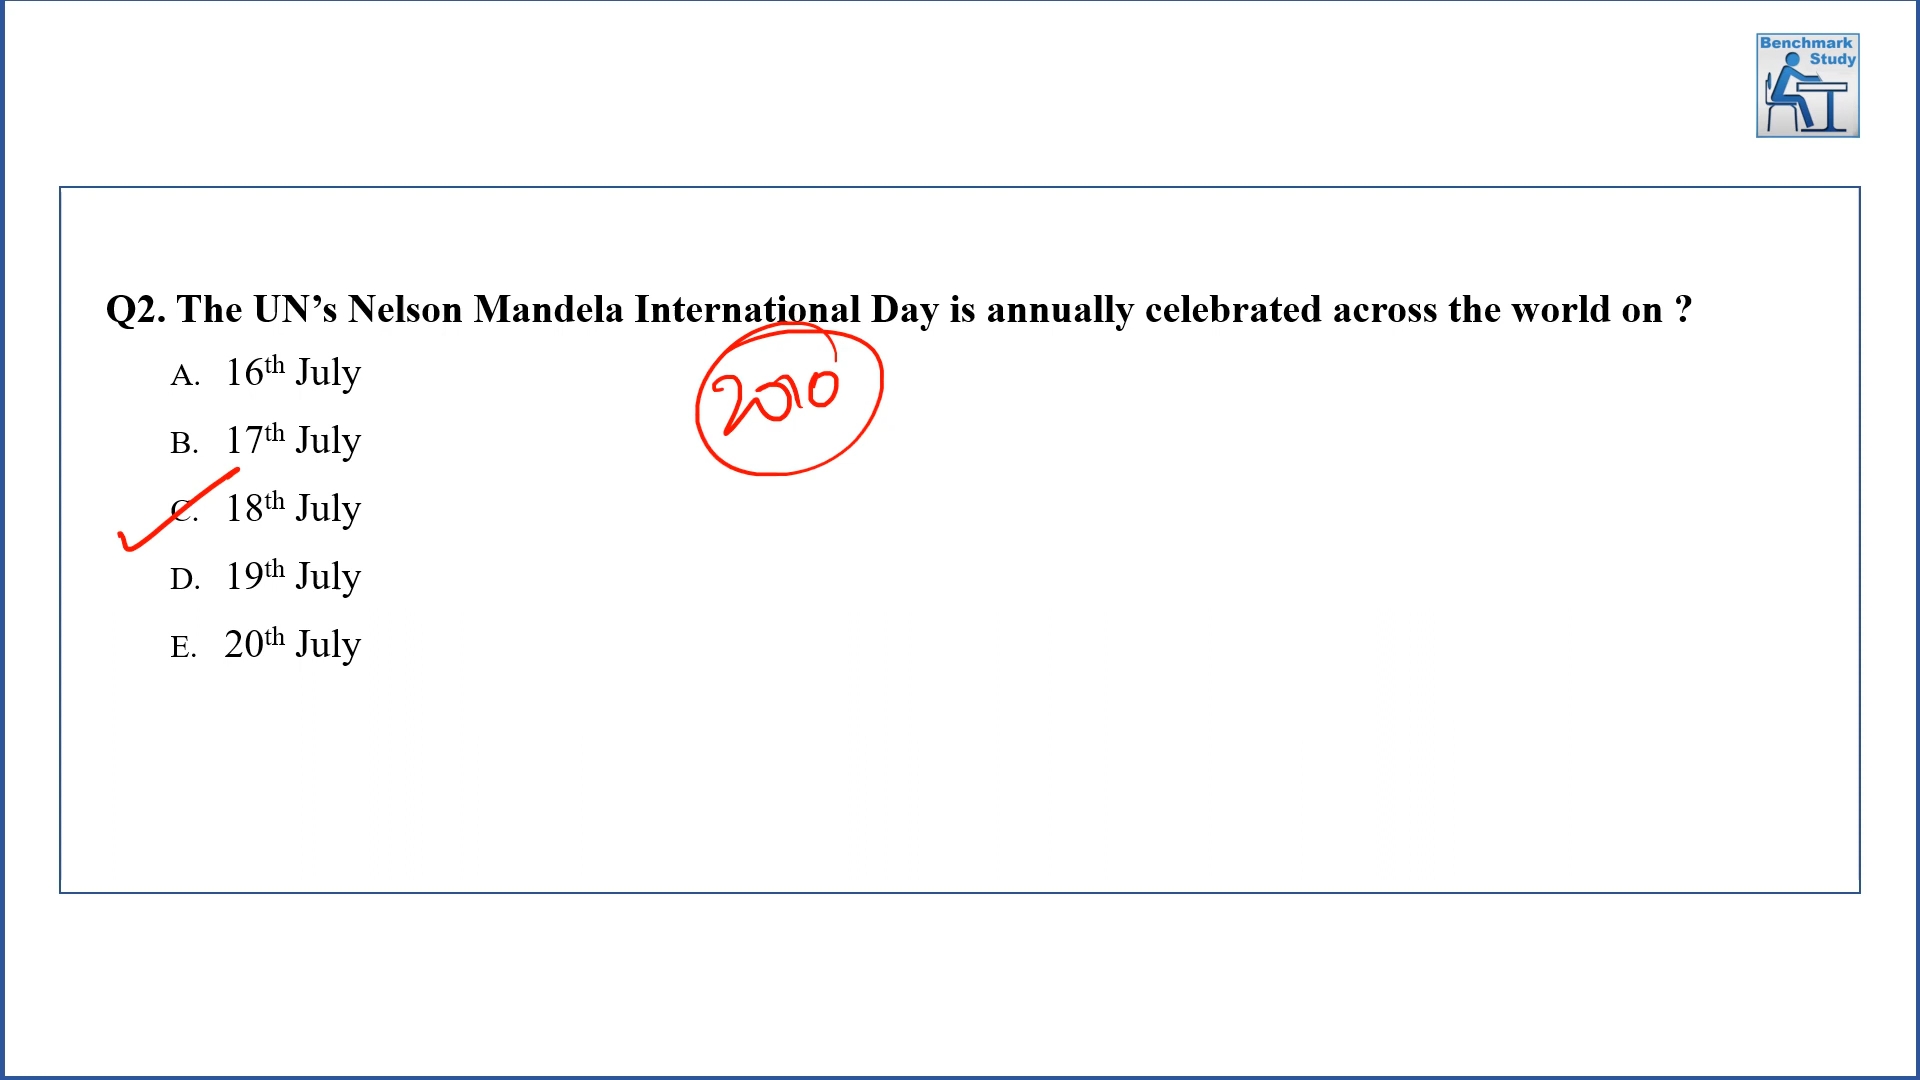 Benchmark
Study
Q2. The UN’s Nelson Mandela International Day is annually celebrated across the world on ?
A. 16th July
2010
B. 17th July
C. 18th July
D. 19th July
E. 20th July